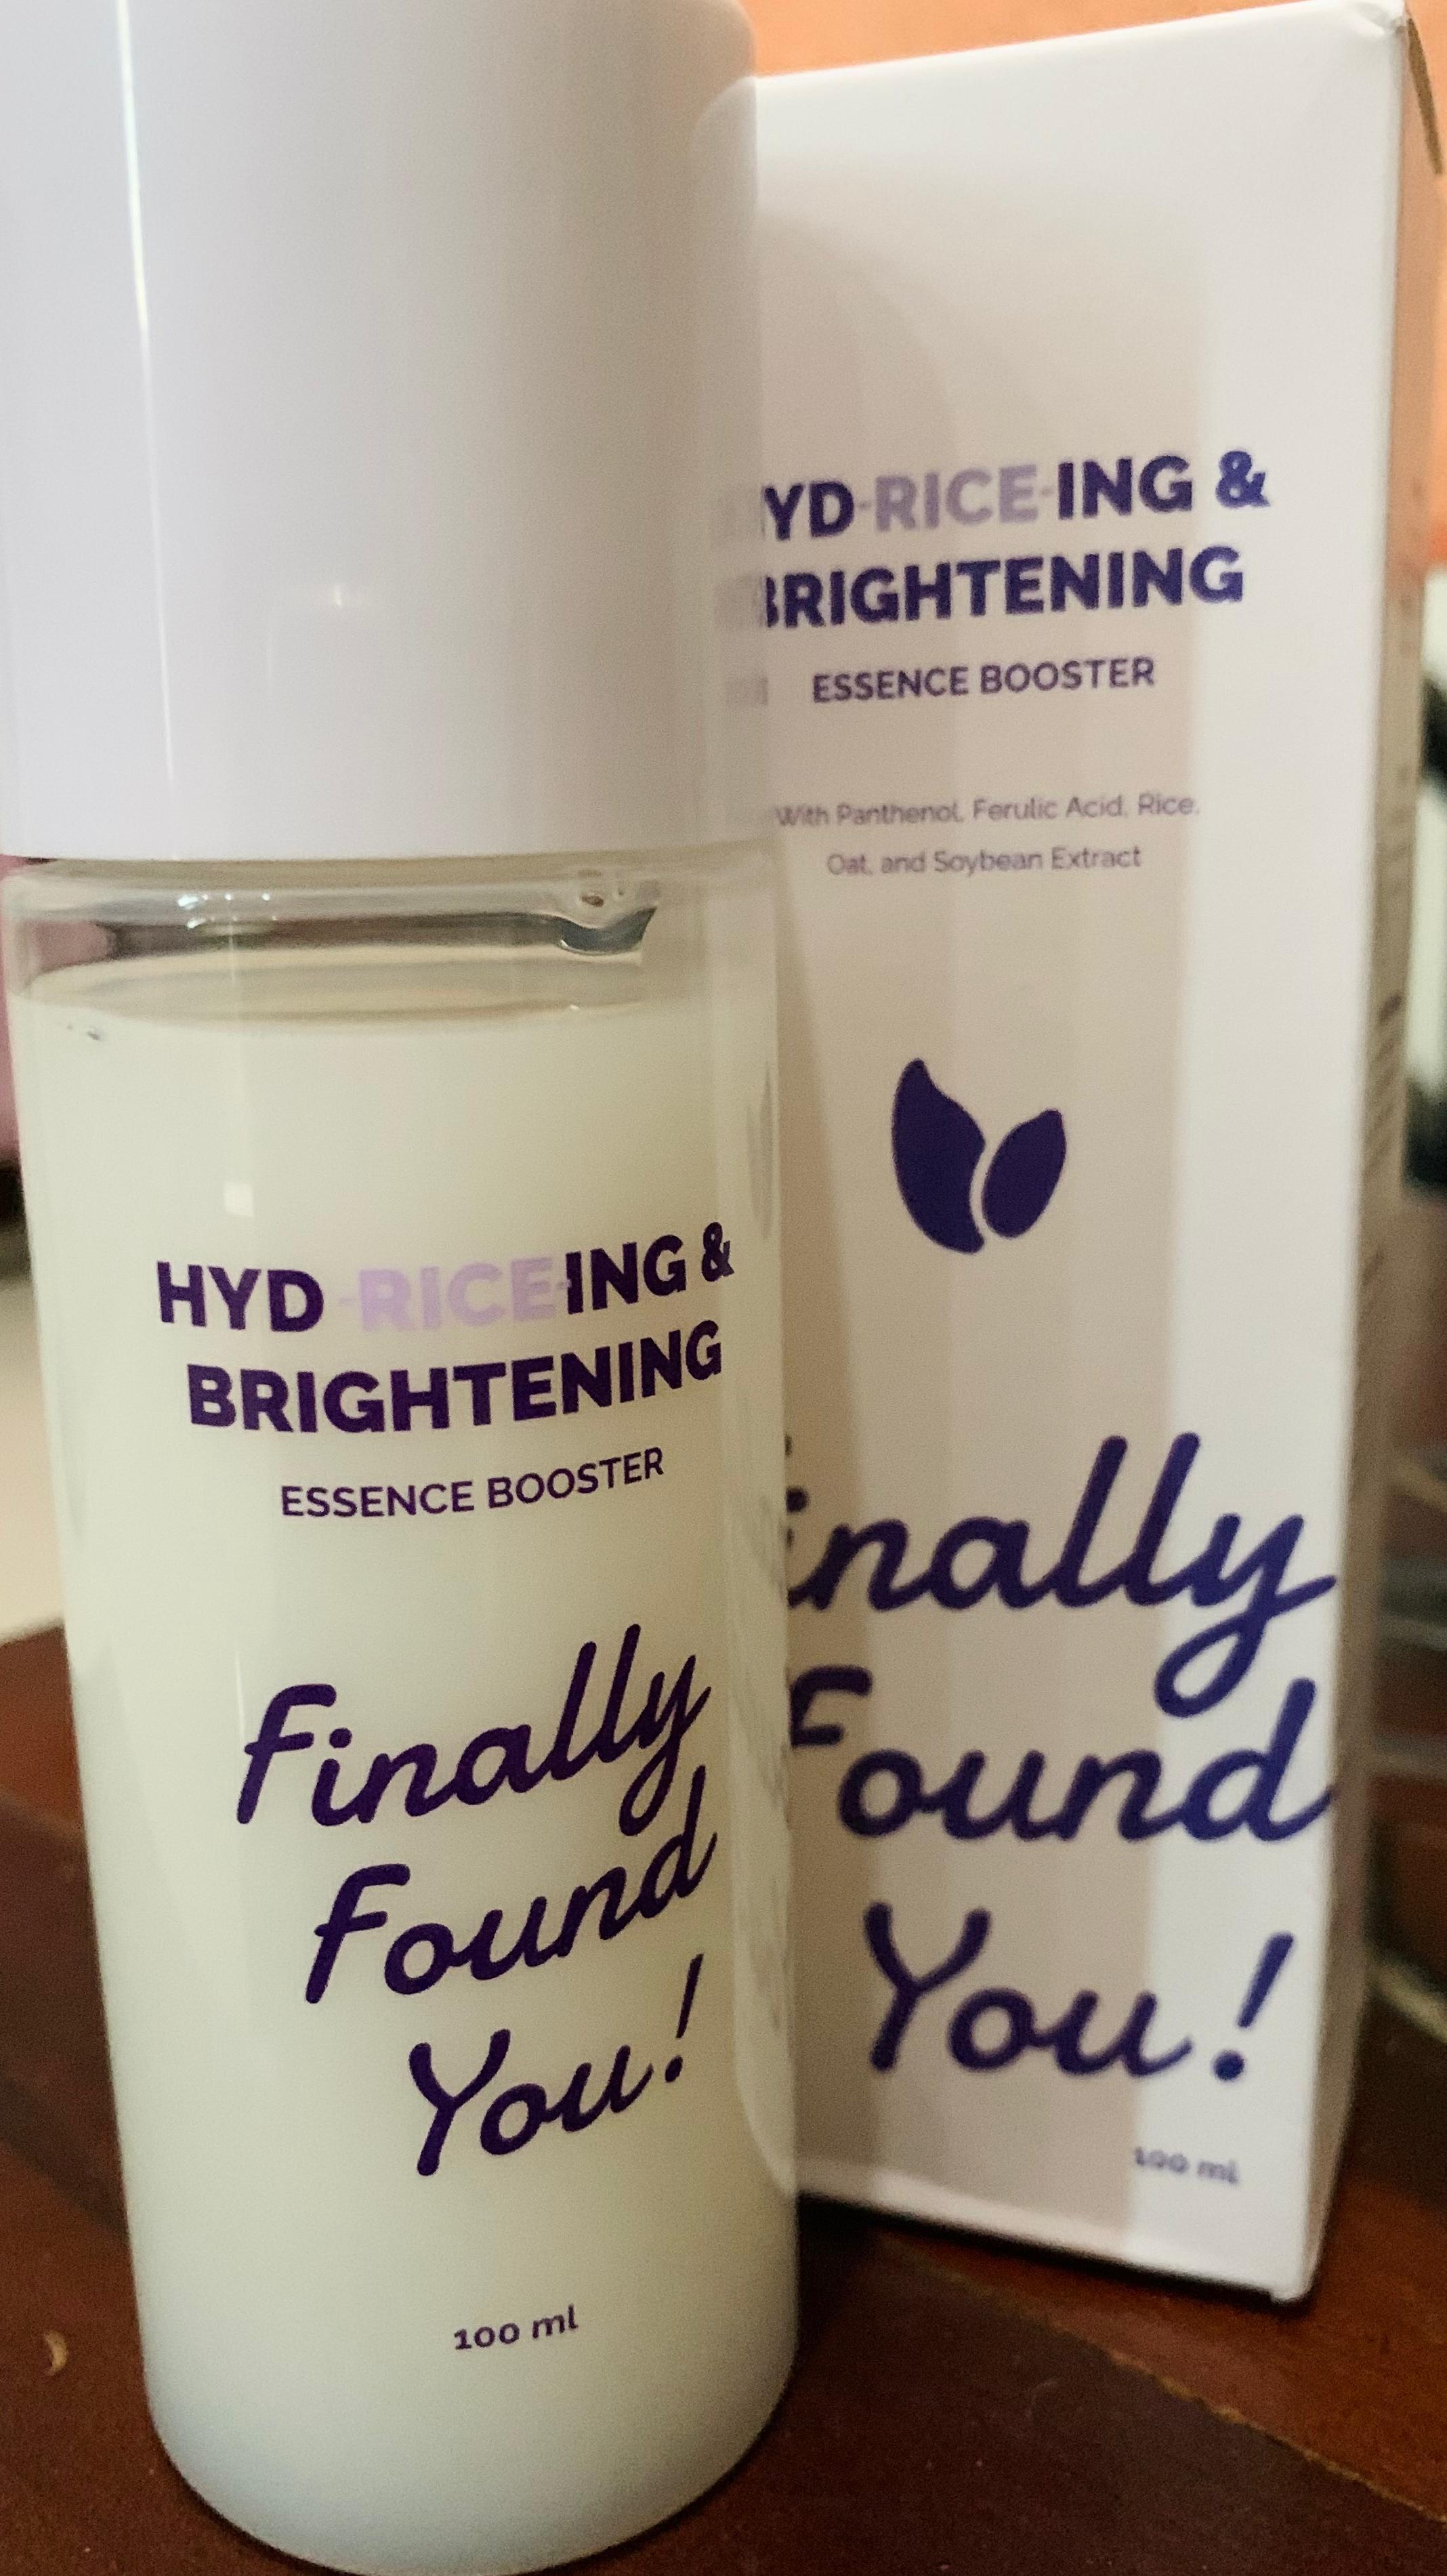 HYD-RICE-ING &
BRIGHTENING
ESSENCE BOOSTER
Finally
Found
You!
100 ml
YD-RICE-ING &
BRIGHTENING
ESSENCE BOOSTER
With Panthenol, Ferulic Acid, Rice,
Oat, and Soybean Extract
inally
Found
You!
100 ml